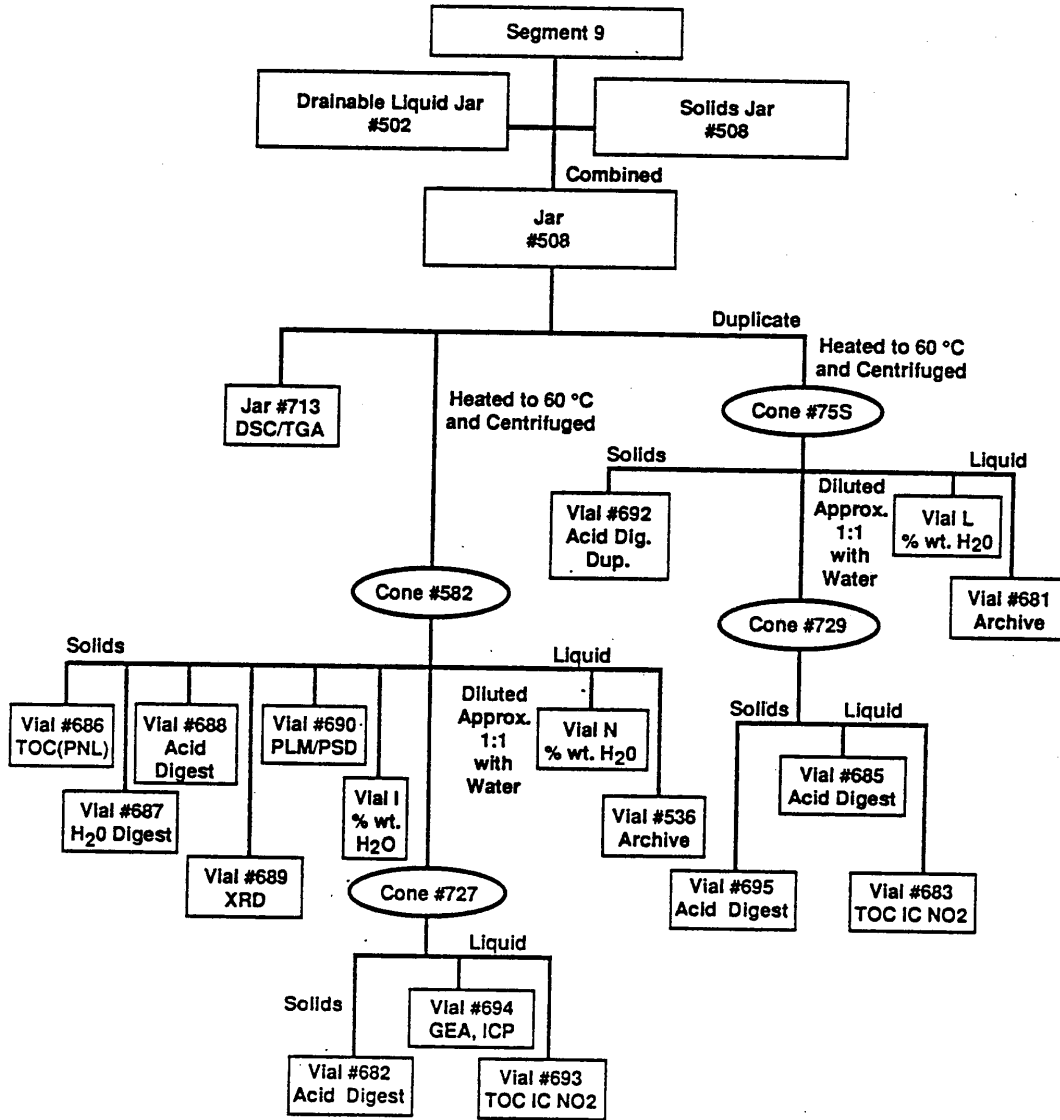 Segment 9
Drainable Liquid Jar
#502
Solids Jar
#508
Combined
Jar
#508
Duplicate
Heated to 60 °C
and Centrifuged
Jar #713
DSC/TGA
Heated to 60 °C
and Centrifuged
Cone #75S
Solids
Liquid
Vial #692
Acid Dig.
Dup.
Diluted
Approx.
1:1
with
Water
Vial L
% wt. H20
Vial #681
Archive
Cone #582
Cone #729
Solids
Liquid
Vial #686
TOC(PNL)
Vial #688
Acid
Digest
Vial #690
PLM/PSD
Diluted
Approx.
1:1
with
Water
Vial N
% wt. H20
Vial #687
H20 Digest
Vial I
% wt.
H2O
Vial #536
Archive
Vial #689
XRD
Solids
Liquid
Vial #685
Acid Digest
Vial #695
Acid Digest
Vial #683
TOC IC NO2
Cone #727
Liquid
Solids
Vial #694
GEA, ICP
Vial #682
Acid Digest
Vial #693
TOC IC NO2